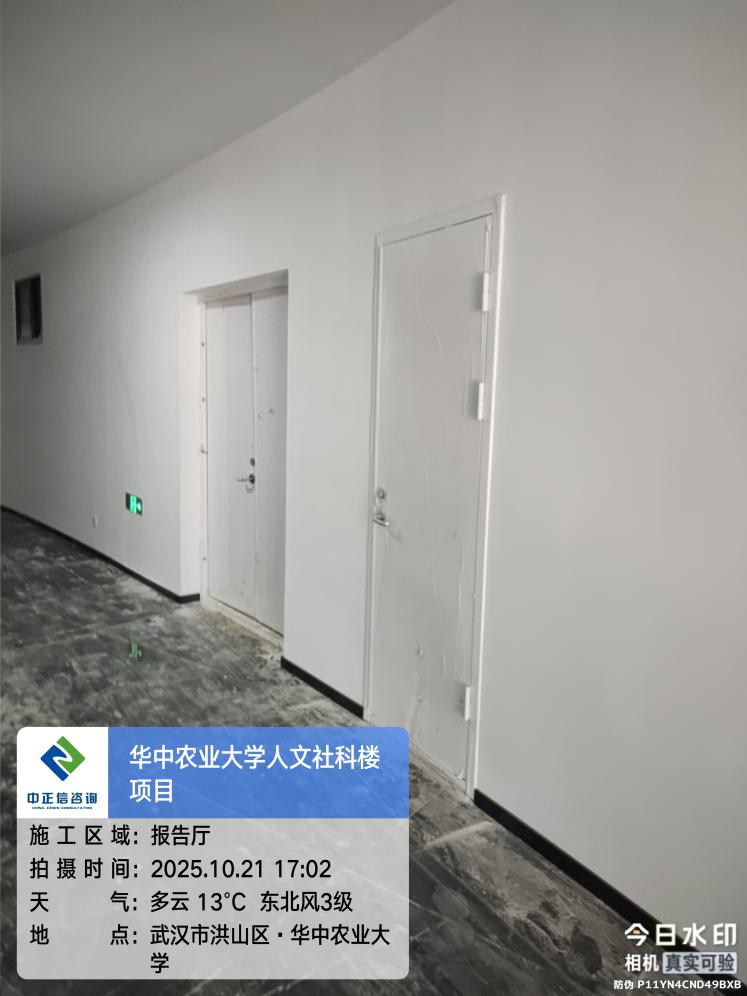 华中农业大学人文社科楼
项目
中正信咨询
CHINA ZXXIN CONSULTATION
施工区域：报告厅
拍摄时间：2025.10.21 17:02
天 气：多云 13℃ 东北风3级
地 点：武汉市洪山区·华中农业大
学
今日水印
相机 真实可验
防伪 P11YN4CND49BXB